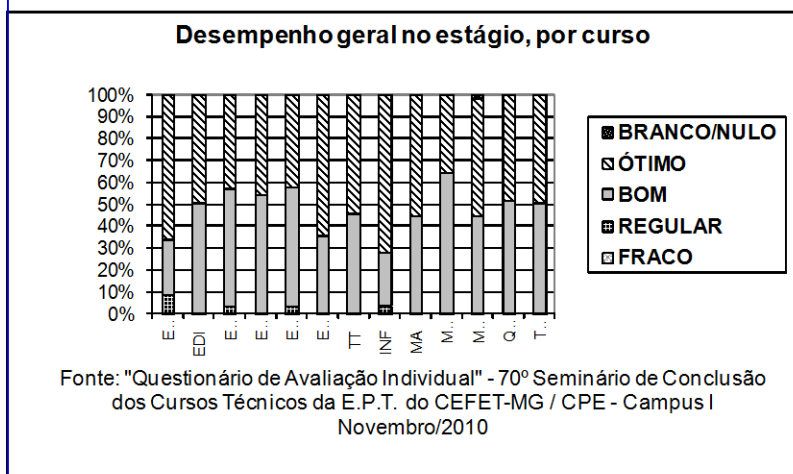 Desempenho geral no estágio, por curso
100%
90%
80%
70%
60%
50%
40%
30%
20%
10%
0%
E..
EDI
E..
E..
E..
E..
TT
INF
MA
M..
M..
Q..
T..
BRANCO/NULO
ÓTIMO
BOM
REGULAR
FRACO
Fonte: "Questionário de Avaliação Individual" - 70º Seminário de Conclusão
dos Cursos Técnicos da E.P.T. do CEFET-MG / CPE - Campus I
Novembro/2010